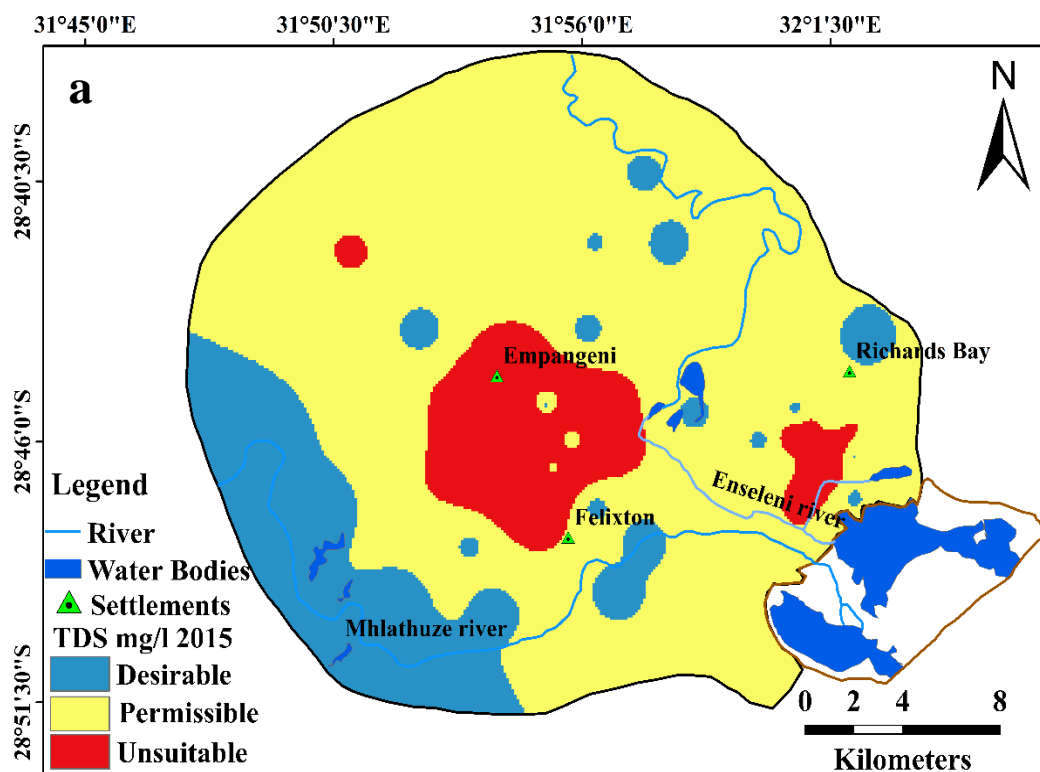 31°45'0"E 31°50'30"E 31°56'0"E 32°1'30"E
a
N
28°40'30"S
Empangeni
Richards Bay
28°46'0"S
Legend
Enseleni river
River
Felixton
Water Bodies
Settlements
Mhlathuze river
TDS mg/l 2015
Desirable
28°51'30"S
Permissible
0 2 4 8
Unsuitable
Kilometers